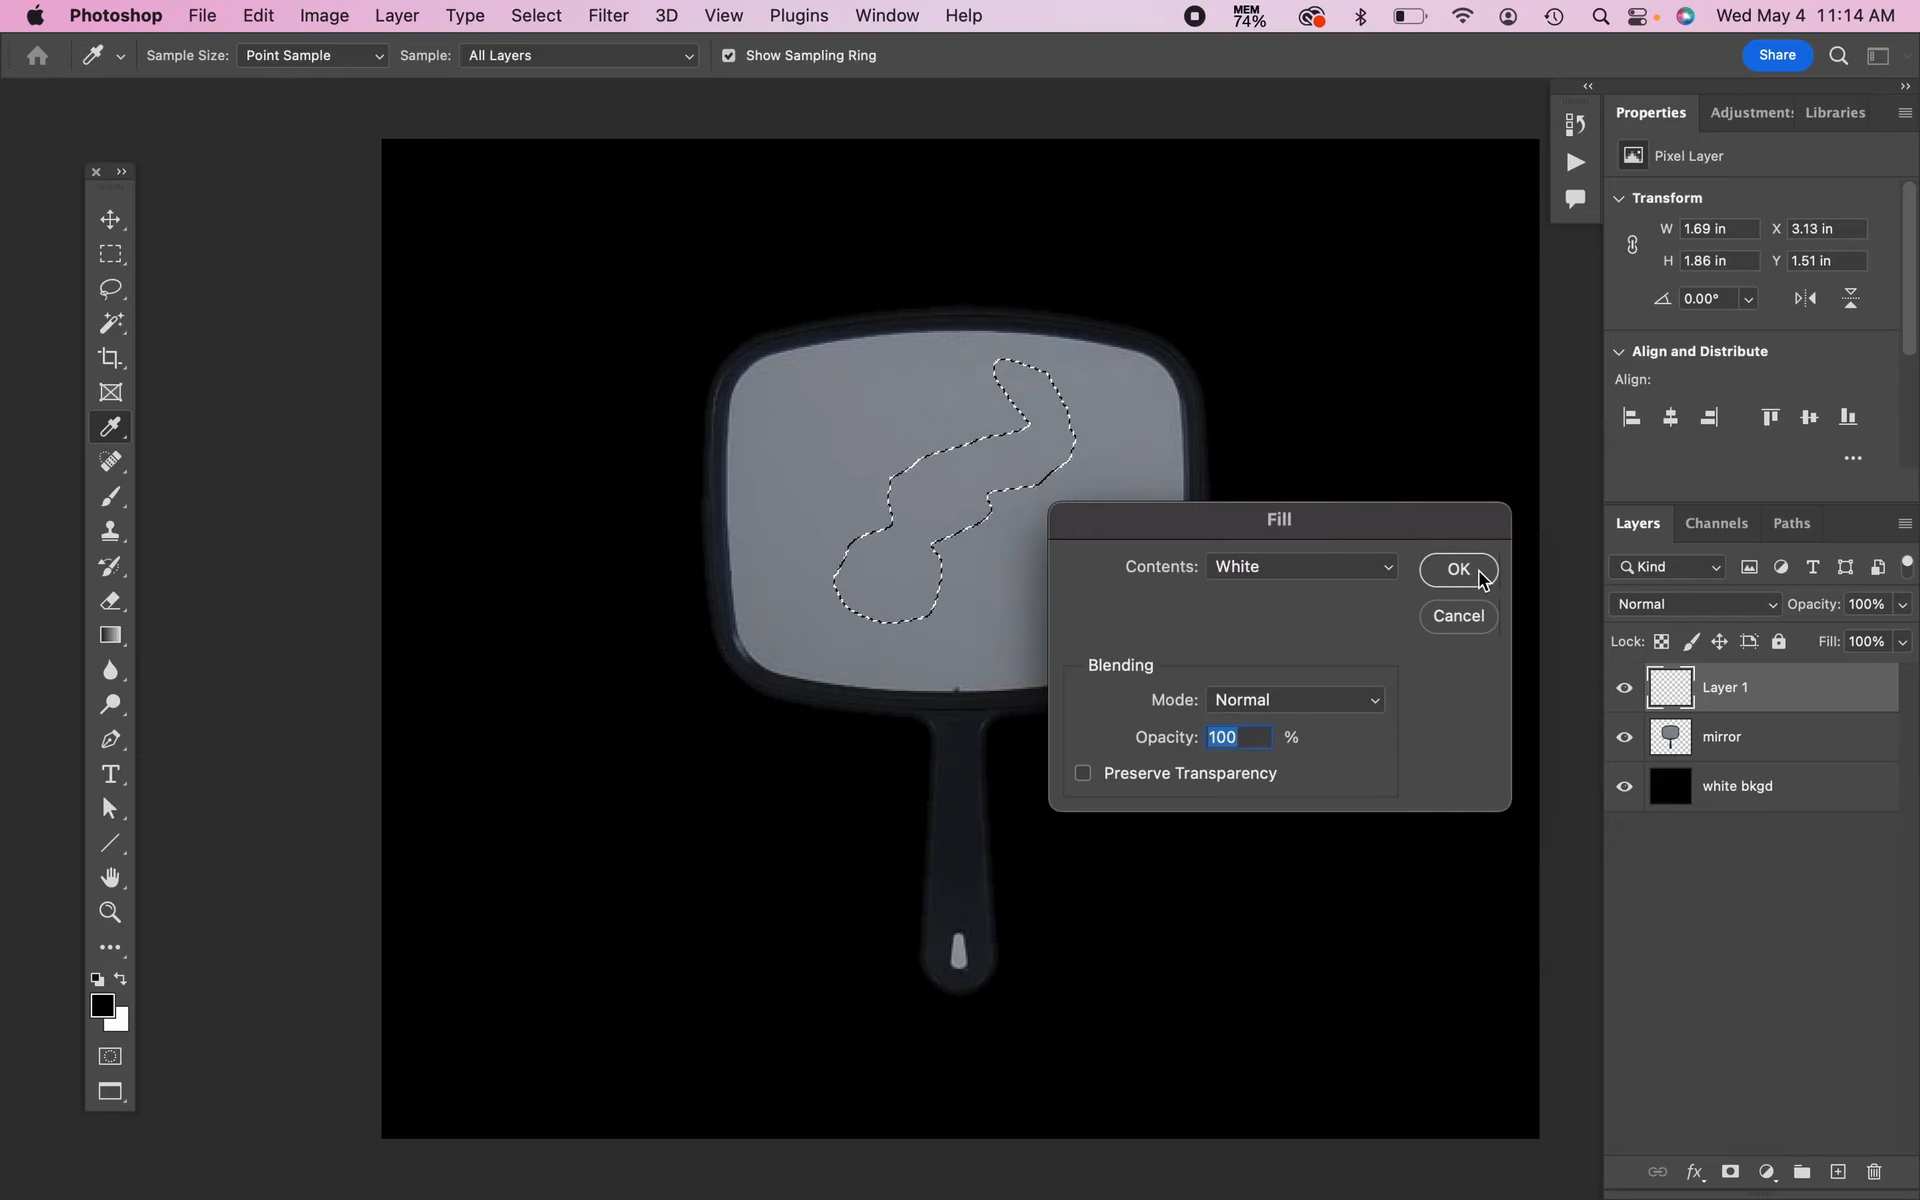 Photoshop File Edit Image Layer Type Select Filter 3D View Plugins Window Help MEM 74% Wed May 4 11:14 AM
Sample Size: Point Sample Sample: All Layers Show Sampling Ring Share
Properties Adjustments Libraries
Pixel Layer
Transform
W 1.69 in X 3.13 in
H 1.86 in Y 1.51 in
0.00°
Align and Distribute
Align:
Fill
Contents: White OK
Cancel
Blending
Mode: Normal
Opacity: 100 %
Preserve Transparency
Layers Channels Paths
Kind
Normal Opacity: 100%
Lock: Fill: 100%
Layer 1
mirror
white bkgd